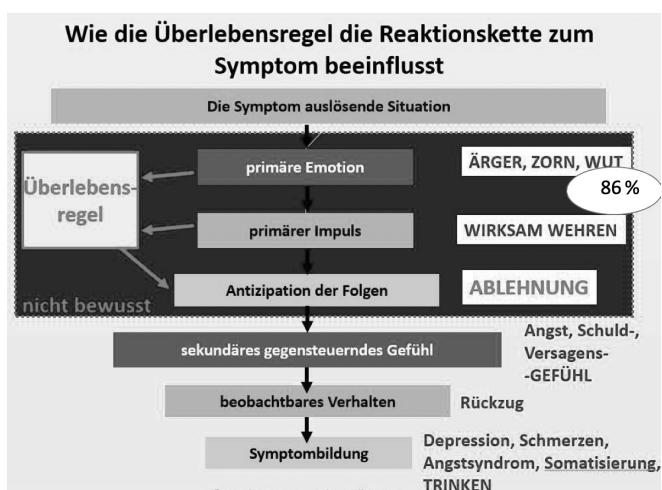 Wie die Überlebensregel die Reaktionskette zum
Symptom beeinflusst
Die Symptom auslösende Situation
primäre Emotion
ÄRGER, ZORN, WUT
86 %
Überlebens-
regel
primärer Impuls
WIRKSAM WEHREN
Antizipation der Folgen
ABLEHNUNG
nicht bewusst
sekundäres gegensteuerndes Gefühl
Angst, Schuld-,
Versagens-
-GEFÜHL
beobachtbares Verhalten
Rückzug
Symptombildung
Depression, Schmerzen,
Angstsyndrom, Somatisierung,
TRINKEN